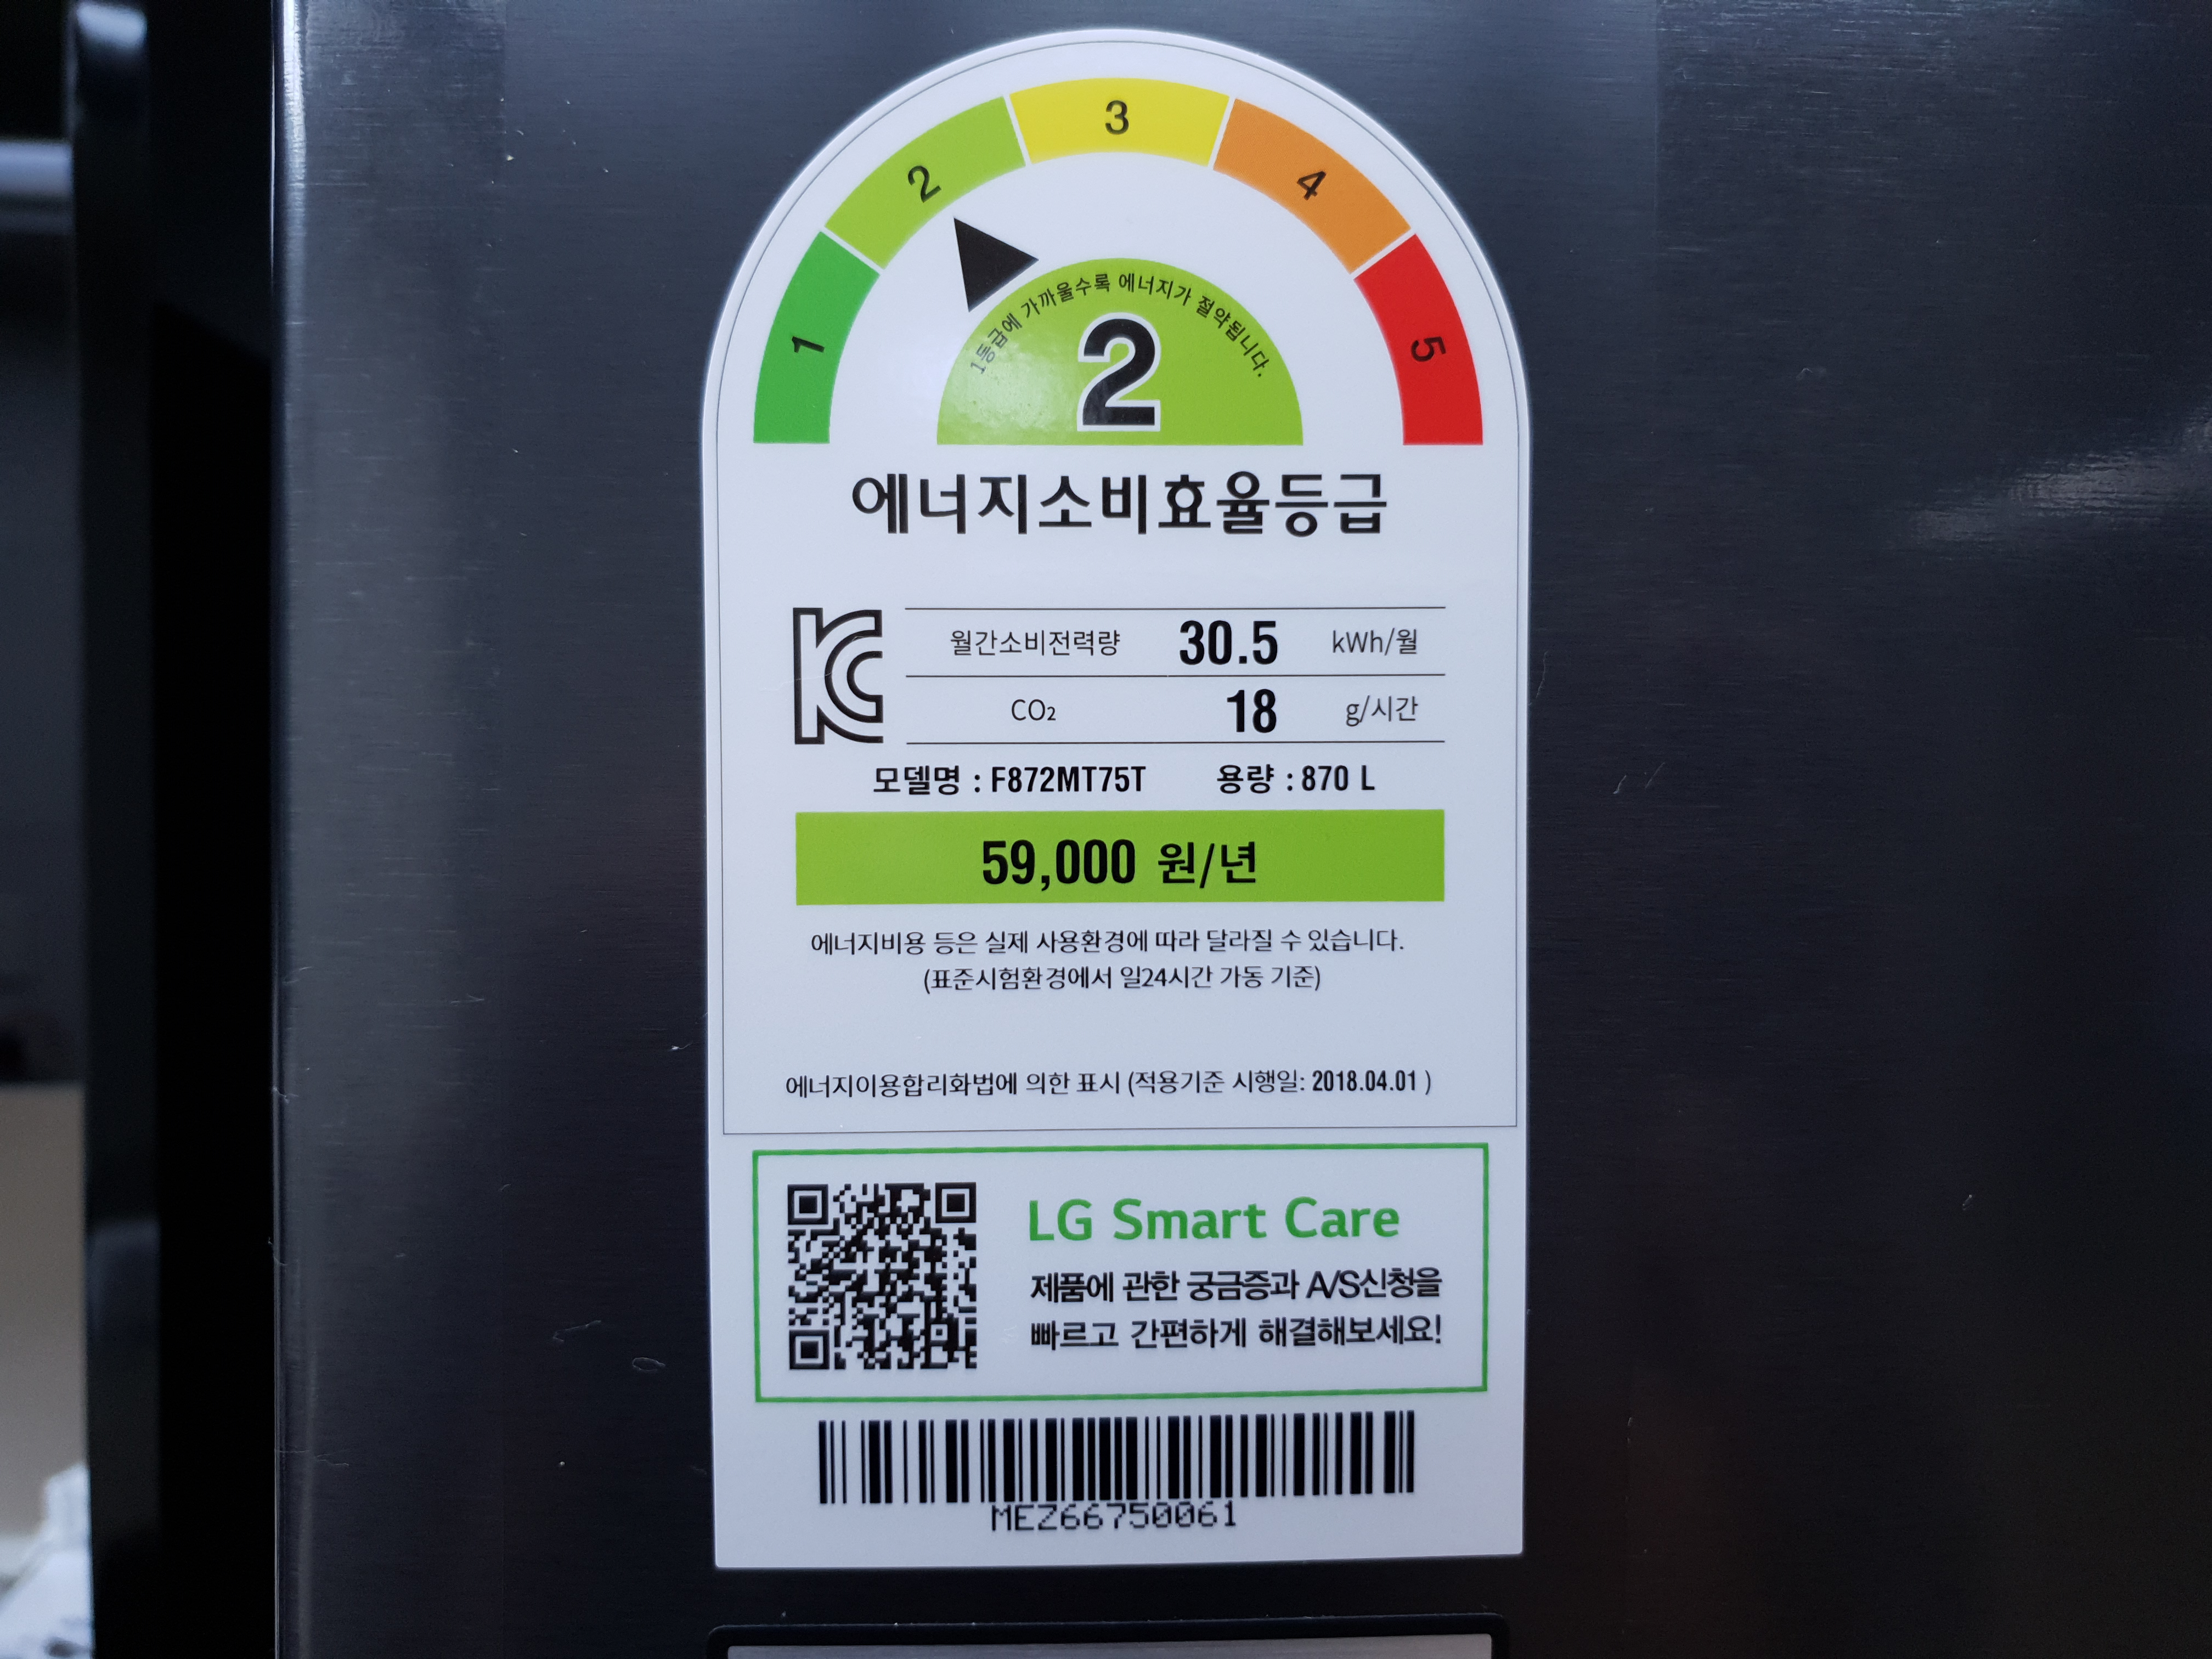 1 2 3 4 5
1등급에 가까울수록 에너지가 절약됩니다.
2
에너지소비효율등급
KC
월간소비전력량 30.5 kWh/월
CO₂ 18 g/시간
모델명 : F872MT75T 용량 : 870 L
59,000 원/년
에너지비용 등은 실제 사용환경에 따라 달라질 수 있습니다.
(표준시험환경에서 일24시간 가동 기준)
에너지이용합리화법에 의한 표시 (적용기준 시행일: 2018.04.01 )
LG Smart Care
제품에 관한 궁금증과 A/S신청을
빠르고 간편하게 해결해보세요!
MEZ66750061